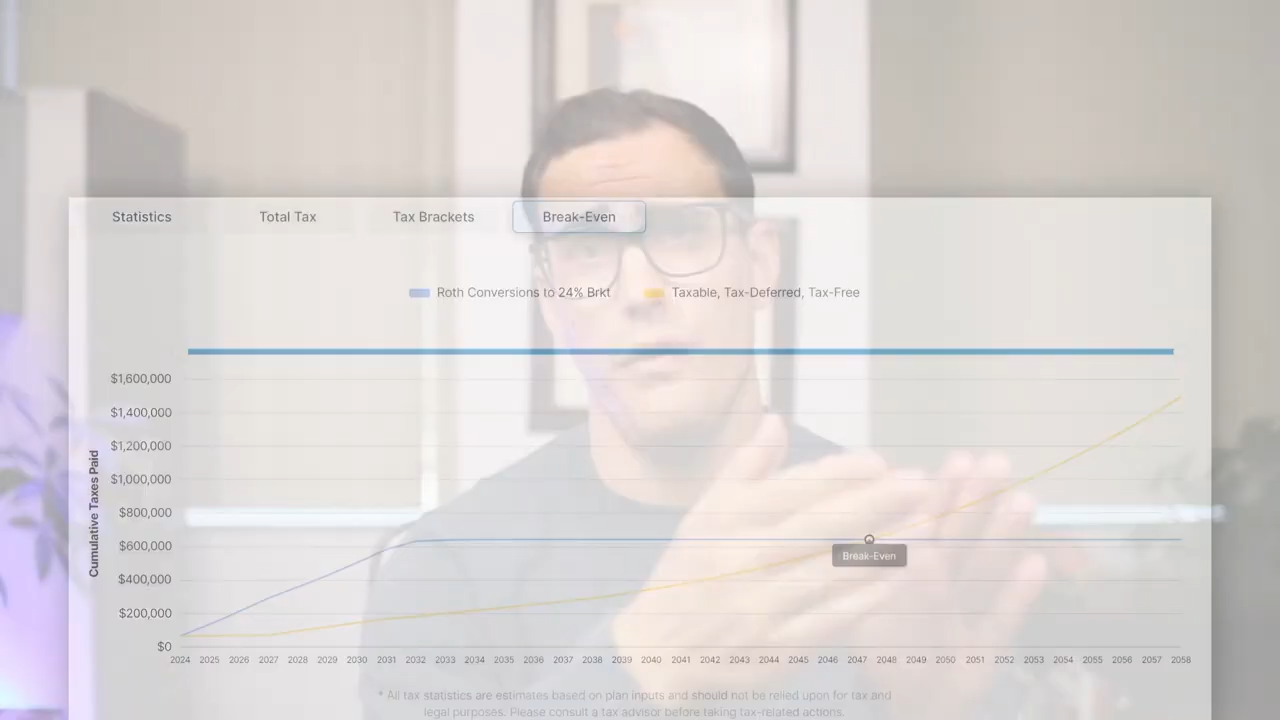 Statistics Total Tax Tax Brackets Break-Even
Roth Conversions to 24% Brkt Taxable, Tax-Deferred, Tax-Free
Cumulative Taxes Paid
$1,600,000
$1,400,000
$1,200,000
$1,000,000
$800,000
$600,000
$400,000
$200,000
$0
Break-Even
2024 2025 2026 2027 2028 2029 2030 2031 2032 2033 2034 2035 2036 2037 2038 2039 2040 2041 2042 2043 2044 2045 2046 2047 2048 2049 2050 2051 2052 2053 2054 2055 2056 2057 2058
* All tax statistics are estimates based on plan inputs and should not be relied upon for tax and
legal purposes. Please consult a tax advisor before taking tax-related actions.